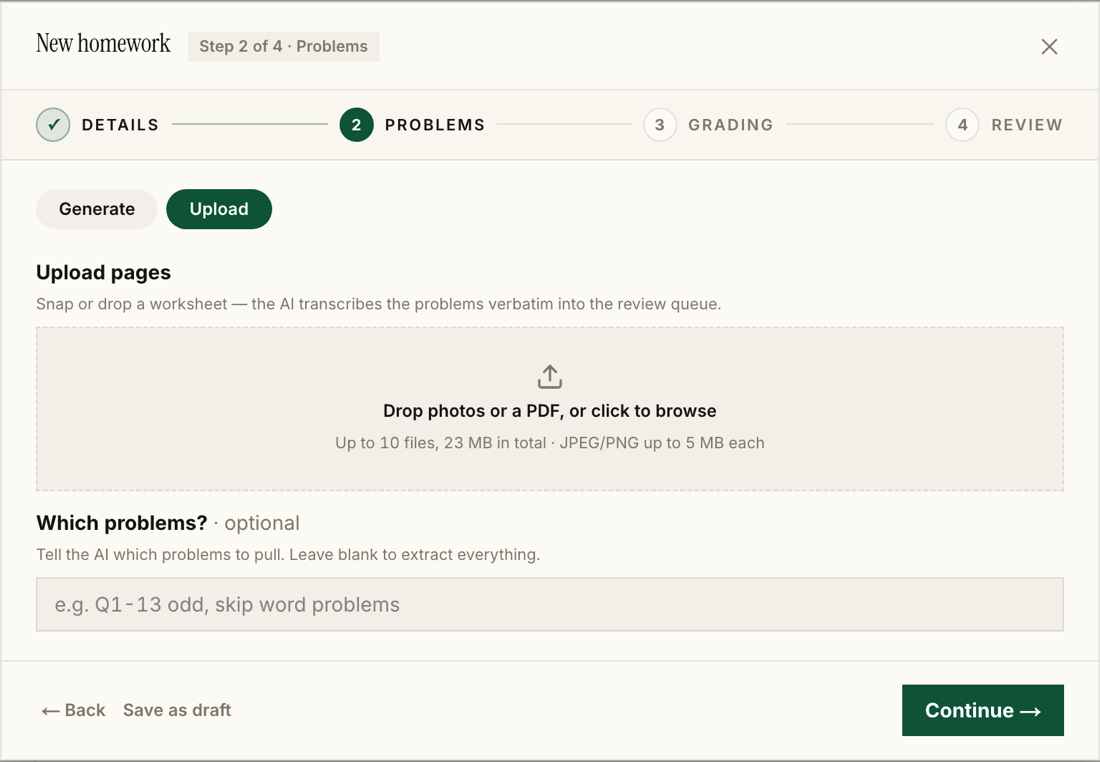 New homework
Step 2 of 4 · Problems
✓ DETAILS
2 PROBLEMS
3 GRADING
4 REVIEW
Generate
Upload
Upload pages
Snap or drop a worksheet — the AI transcribes the problems verbatim into the review queue.
Drop photos or a PDF, or click to browse
Up to 10 files, 23 MB in total · JPEG/PNG up to 5 MB each
Which problems? · optional
Tell the AI which problems to pull. Leave blank to extract everything.
e.g. Q1-13 odd, skip word problems
← Back
Save as draft
Continue →